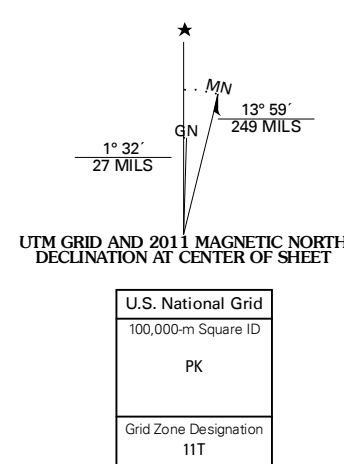 ★
MN
GN
13° 59´
249 MILS
1° 32´
27 MILS
UTM GRID AND 2011 MAGNETIC NORTH
DECLINATION AT CENTER OF SHEET
U.S. National Grid
100,000-m Square ID
PK
Grid Zone Designation
11T